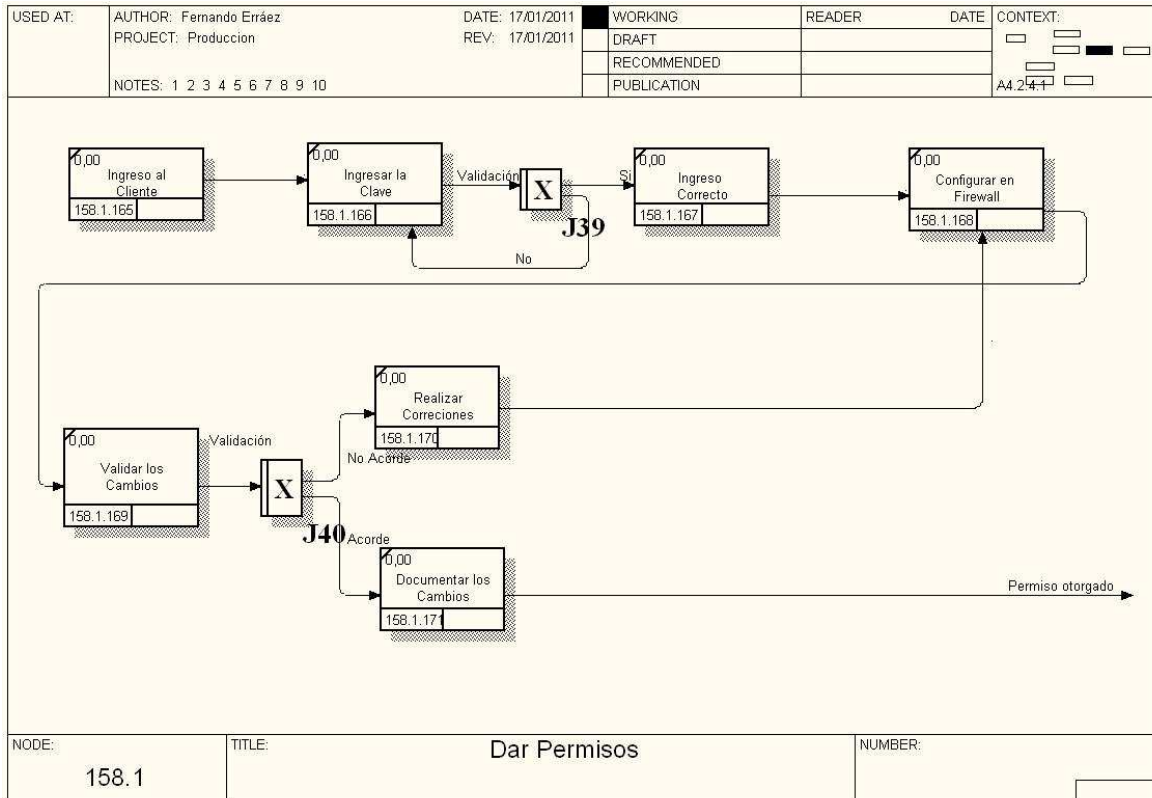 USED AT:
AUTHOR: Fernando Erráez
DATE: 17/01/2011
PROJECT: Produccion
REV: 17/01/2011
NOTES: 1 2 3 4 5 6 7 8 9 10
WORKING
DRAFT
RECOMMENDED
PUBLICATION
READER
DATE
CONTEXT:
A4.2.4.1
0,00
Ingreso al
Cliente
158.1.165
0,00
Ingresar la
Clave
158.1.166
Validación
X
J39
Si
No
0,00
Ingreso
Correcto
158.1.167
0,00
Configurar en
Firewall
158.1.168
0,00
Validar los
Cambios
158.1.169
Validación
X
J40
No Acorde
Acorde
0,00
Realizar
Correciones
158.1.170
0,00
Documentar los
Cambios
158.1.171
Permiso otorgado
NODE:
158.1
TITLE:
Dar Permisos
NUMBER: